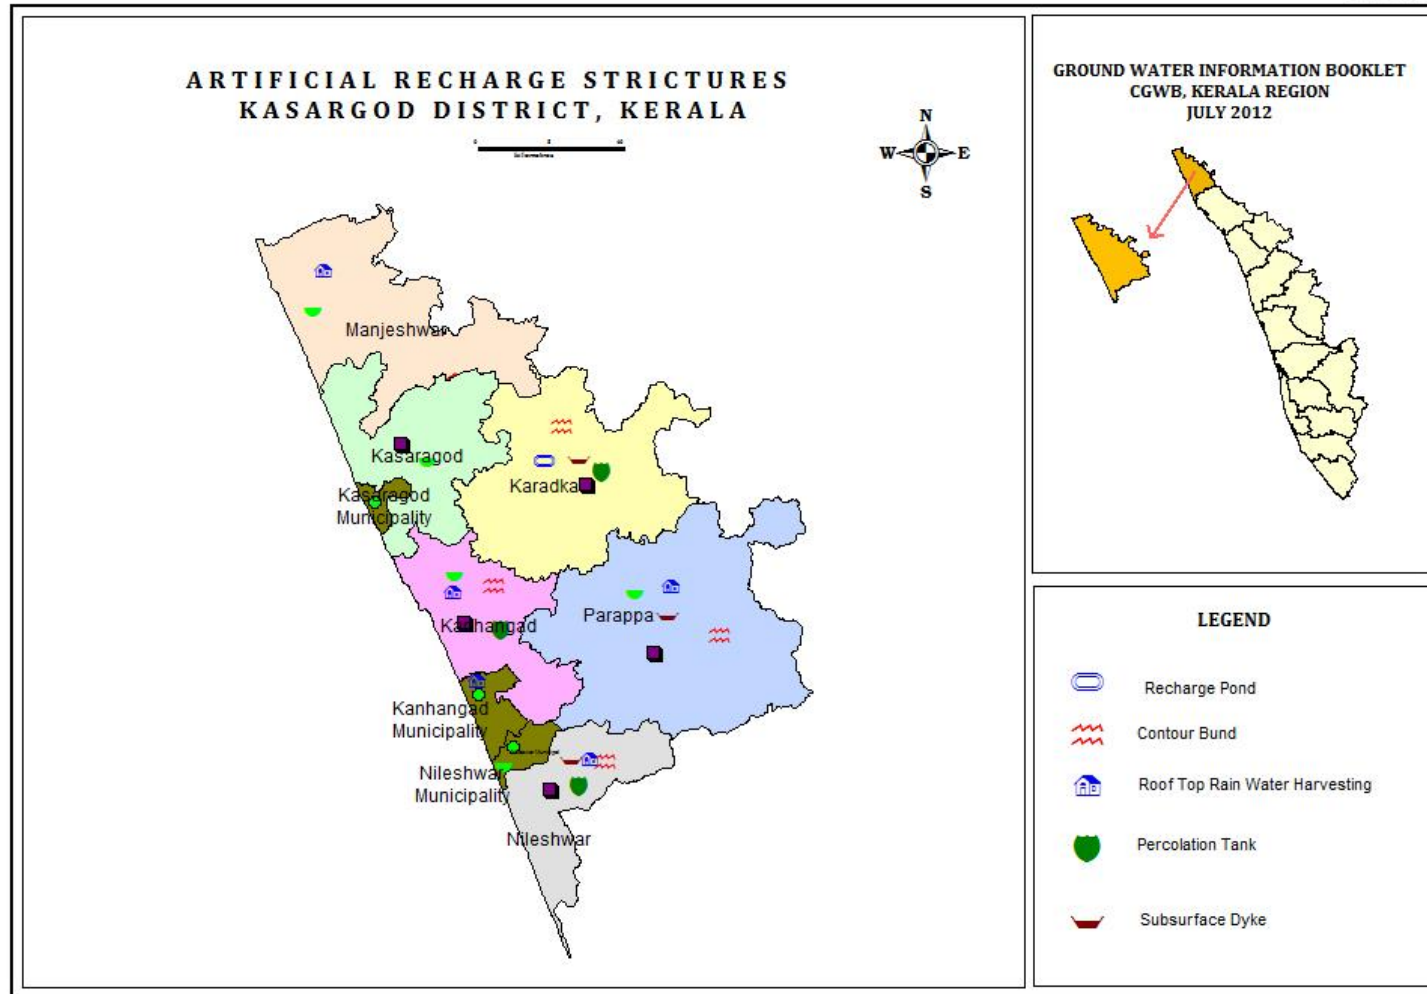 ARTIFICIAL RECHARGE STRICTURES
KASARGOD DISTRICT, KERALA
N
W
E
S
Manjeshwar
Kasaragod
Kasaragod
Municipality
Karadka
Kanhangad
Parappa
Kanhangad
Municipality
Nileshwar
Municipality
Nileshwar
GROUND WATER INFORMATION BOOKLET
CGWB, KERALA REGION
JULY 2012
LEGEND
Recharge Pond
Contour Bund
Roof Top Rain Water Harvesting
Percolation Tank
Subsurface Dyke